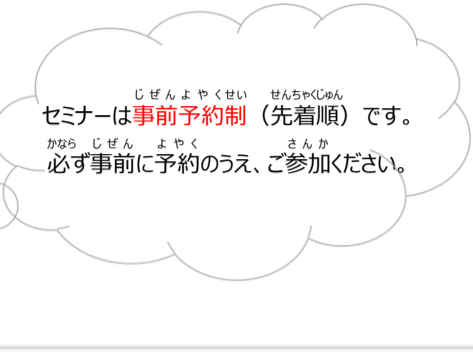 じぜんよやくせい せんちゃくじゅん
セミナーは事前予約制（先着順）です。
かなら じぜん よやく さんか
必ず事前に予約のうえ、ご参加ください。